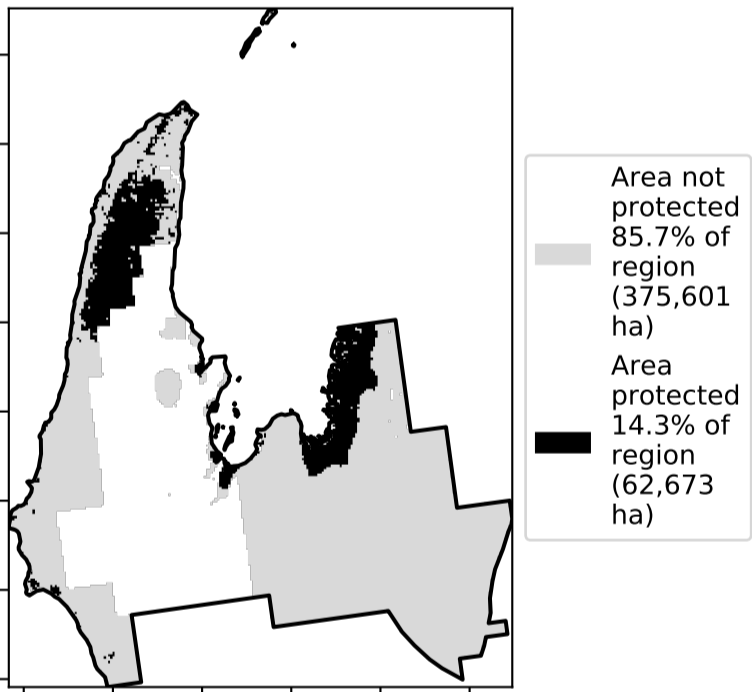 Area not
protected
85.7% of
region
(375,601
ha)
Area
protected
14.3% of
region
(62,673
ha)